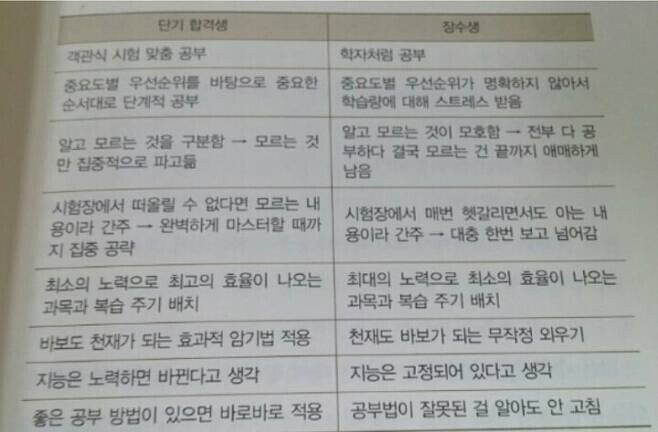 단기 합격생
장수생
객관식 시험 맞춤 공부
학자처럼 공부
중요도별 우선순위를 바탕으로 중요한
순서대로 단계적 공부
중요도별 우선순위가 명확하지 않아서
학습량에 대해 스트레스 받음
알고 모르는 것을 구분함 → 모르는 것
만 집중적으로 파고듦
알고 모르는 것이 모호함 → 전부 다 공
부하다 결국 모르는 건 끝까지 애매하게
남음
시험장에서 떠올릴 수 없다면 모르는 내
용이라 간주 → 완벽하게 마스터할 때까
지 집중 공략
시험장에서 매번 헷갈리면서도 아는 내
용이라 간주 → 대충 한번 보고 넘어감
최소의 노력으로 최고의 효율이 나오는
과목과 복습 주기 배치
최대의 노력으로 최소의 효율이 나오는
과목과 복습 주기 배치
바보도 천재가 되는 효과적 암기법 적용
천재도 바보가 되는 무작정 외우기
지능은 노력하면 바뀐다고 생각
지능은 고정되어 있다고 생각
좋은 공부 방법이 있으면 바로바로 적용
공부법이 잘못된 걸 알아도 안 고침